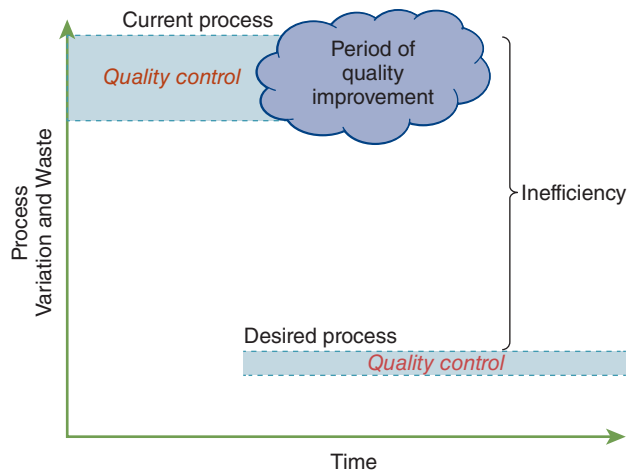 Current process
Quality control
Period of
quality
improvement
Process
Variation and Waste
Inefficiency
Desired process
Quality control
Time